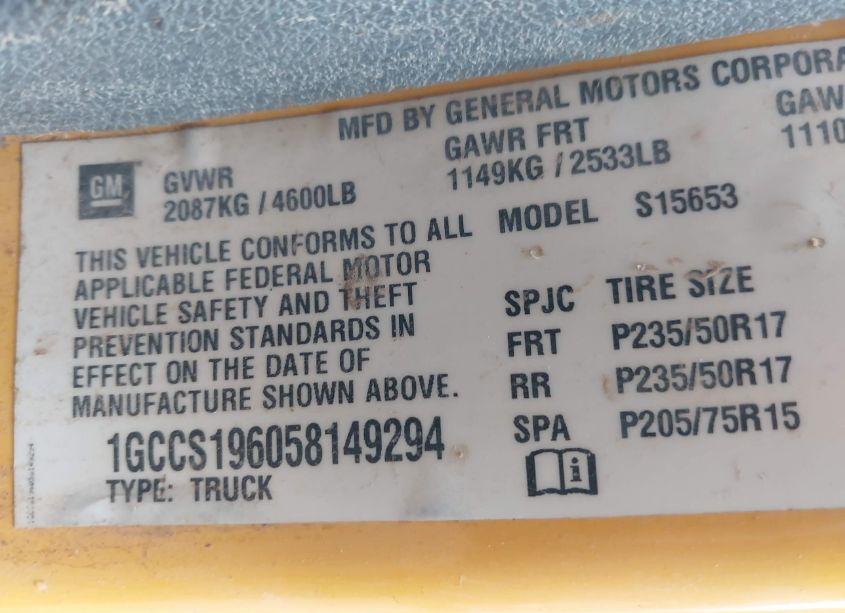 MFD BY GENERAL MOTORS CORPORA
GM
GVWR
2087KG / 4600LB
GAWR FRT
1149KG / 2533LB
GAW
1110
THIS VEHICLE CONFORMS TO ALL
APPLICABLE FEDERAL MOTOR
VEHICLE SAFETY AND THEFT
PREVENTION STANDARDS IN
EFFECT ON THE DATE OF
MANUFACTURE SHOWN ABOVE.
1GCCS196058149294
TYPE: TRUCK
MODEL S15653
SPJC TIRE SIZE
FRT P235/50R17
RR P235/50R17
SPA P205/75R15
i